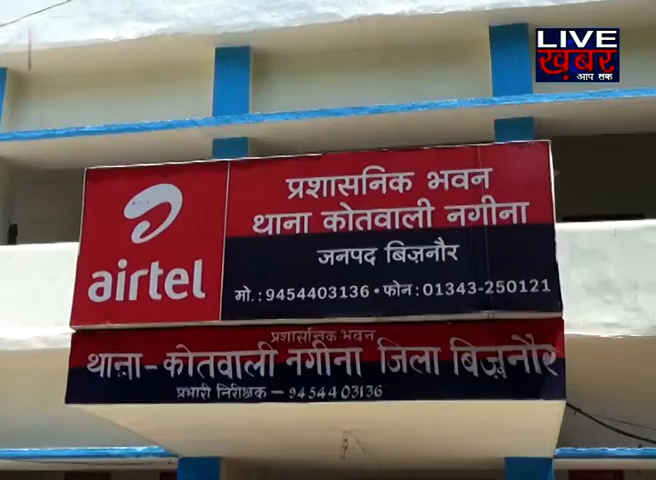 LIVE
ख़बर
आप तक
airtel
प्रशासनिक भवन
थाना कोतवाली नगीना
जनपद बिज़नौर
मो.: 9454403136 • फोन: 01343-250121
प्रशासनिक भवन
थाना-कोतवाली नगीना जिला बिज़नौर
प्रभारी निरीक्षक – 9454403136